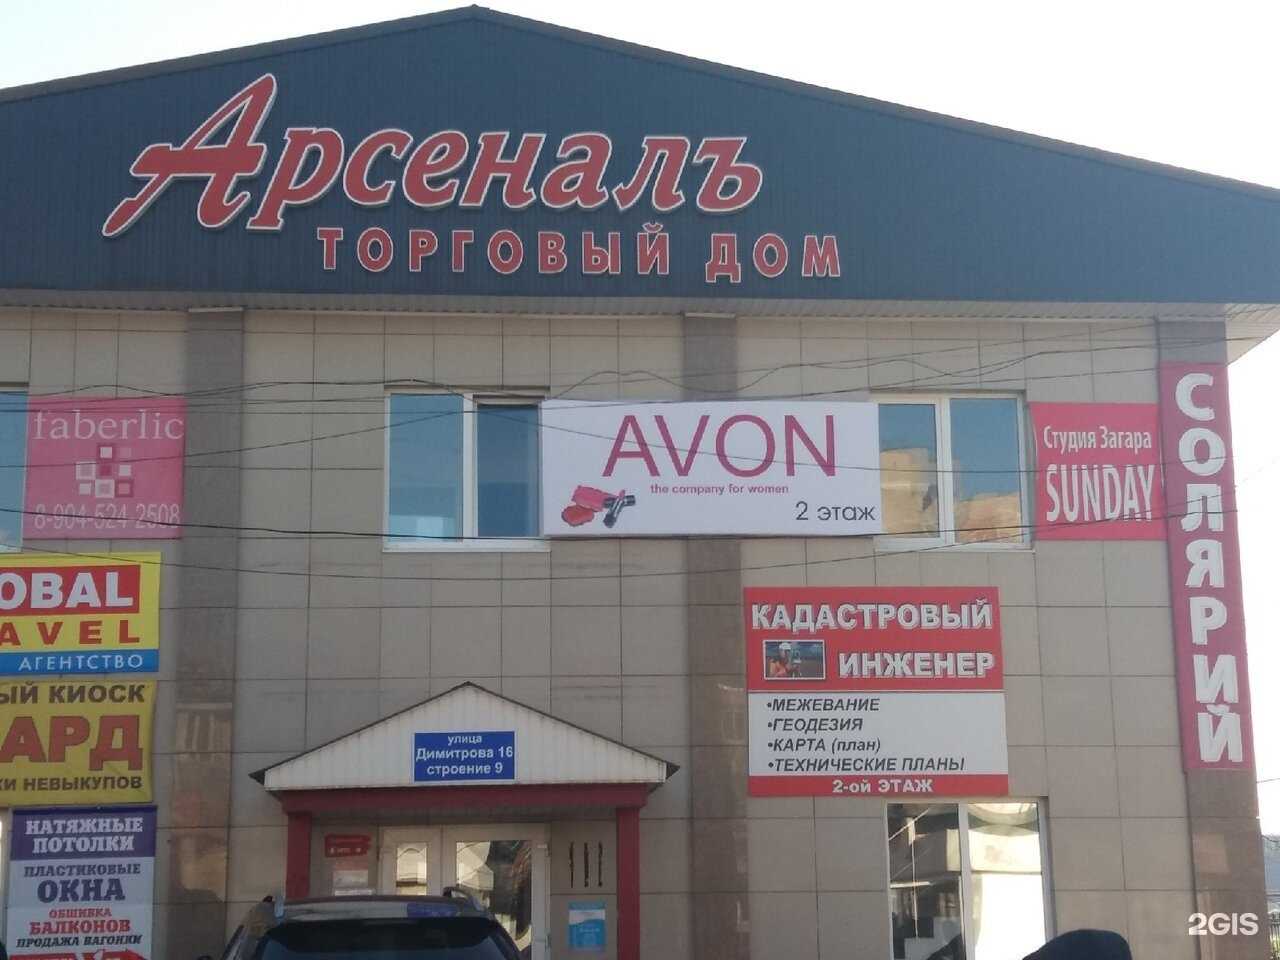 Арсеналъ
ТОРГОВЫЙ ДОМ
faberlic
8-904-524 2508
AVON
the company for women
2 этаж
Студия Загара
SUNDAY
СОЛЯРИЙ
OBAL
AVEL
АГЕНТСТВО
ЫЙ КИОСК
АРД
КИ НЕВЫКУПОВ
НАТЯЖНЫЕ
ПОТОЛКИ
ПЛАСТИКОВЫЕ
ОКНА
ОБШИВКА
БАЛКОНОВ
ПРОДАЖА ВАГОНКИ
улица
Димитрова 16
строение 9
КАДАСТРОВЫЙ
ИНЖЕНЕР
•МЕЖЕВАНИЕ
•ГЕОДЕЗИЯ
•КАРТА (план)
•ТЕХНИЧЕСКИЕ ПЛАНЫ
2-ой ЭТАЖ
2GIS